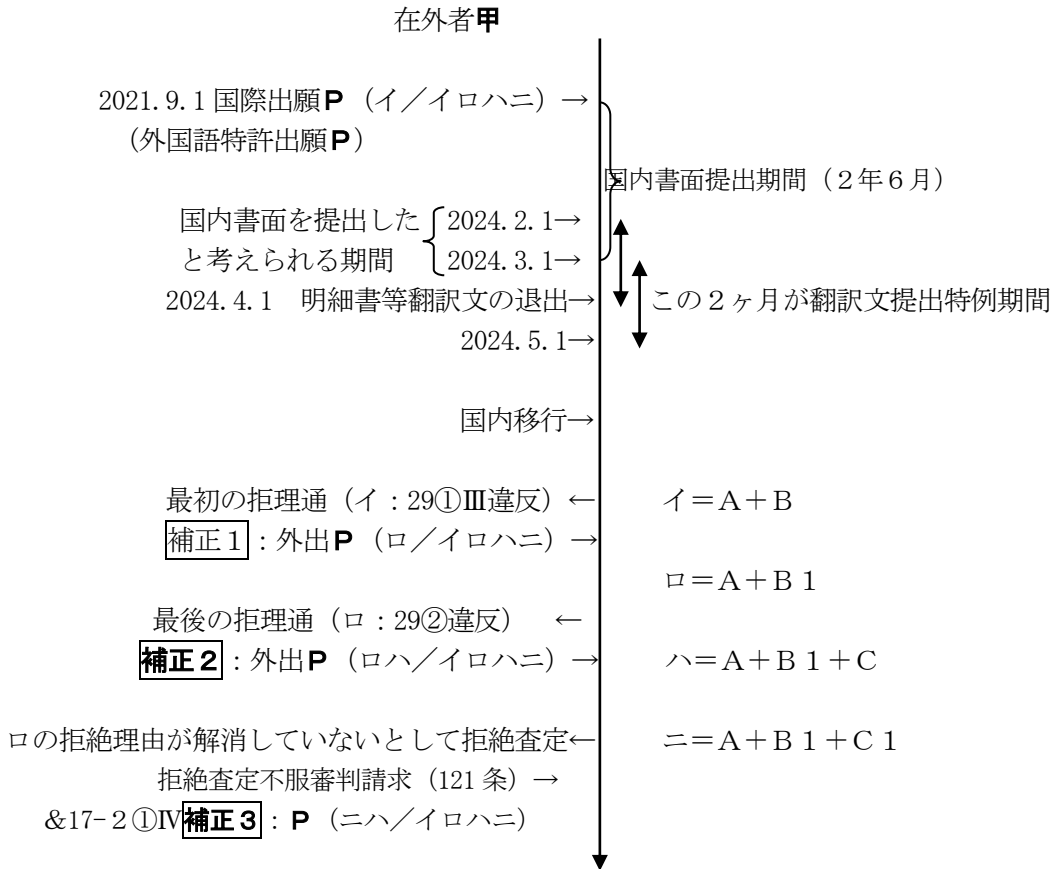 在外者甲
2021.9.1 国際出願Ｐ（イ／イロハニ）→
（外国語特許出願Ｐ）
国内書面提出期間（２年６月）
国内書面を提出した 2024.2.1→
と考えられる期間 2024.3.1→
2024.4.1　明細書等翻訳文の退出→ この２ヶ月が翻訳文提出特例期間
2024.5.1→
国内移行→
最初の拒理通（イ：29①Ⅲ違反）← イ＝Ａ＋Ｂ
補正１：外出Ｐ（ロ／イロハニ）→
ロ＝Ａ＋Ｂ１
最後の拒理通（ロ：29②違反）　←
補正２：外出Ｐ（ロハ／イロハニ）→ ハ＝Ａ＋Ｂ１＋Ｃ
ロの拒絶理由が解消していないとして拒絶査定← ニ＝Ａ＋Ｂ１＋Ｃ１
拒絶査定不服審判請求（121 条）→
&17-２①Ⅳ補正３：Ｐ（ニハ／イロハニ）